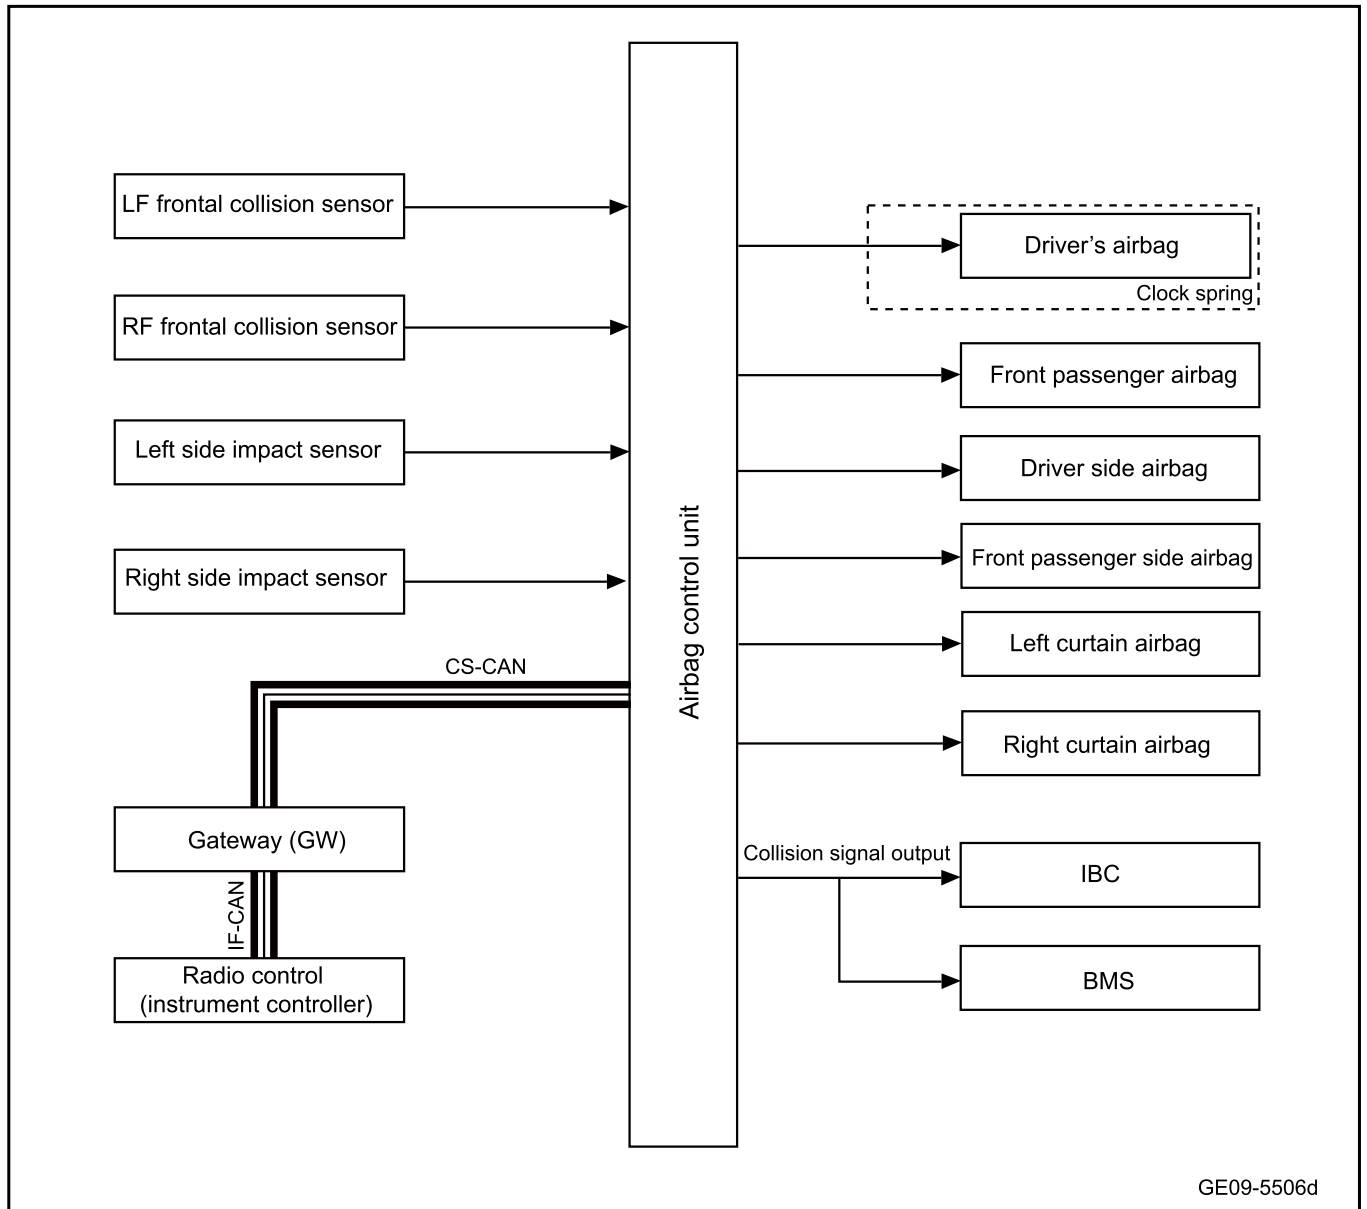 LF frontal collision sensor
RF frontal collision sensor
Left side impact sensor
Right side impact sensor
CS-CAN
Gateway (GW)
IF-CAN
Radio control
(instrument controller)
Airbag control unit
Driver’s airbag
Clock spring
Front passenger airbag
Driver side airbag
Front passenger side airbag
Left curtain airbag
Right curtain airbag
Collision signal output
IBC
BMS
GE09-5506d